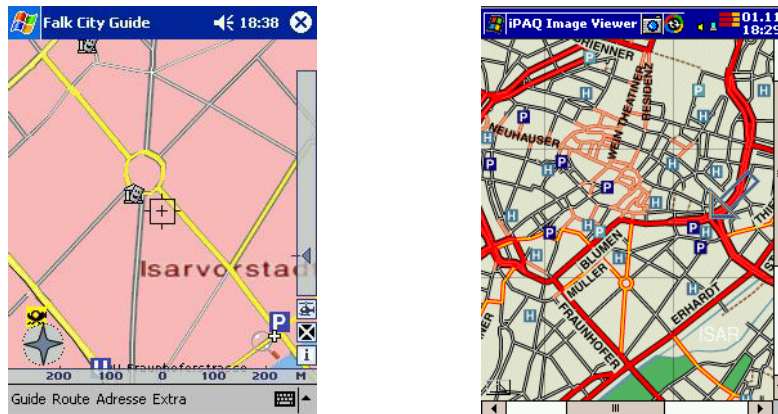 Falk City Guide 18:38
Isarvorstadt
P
i
U Fraunhoferstrasse
200 100 0 100 200 M
Guide Route Adresse Extra
iPAQ Image Viewer 01.11
18:29
BRIENNER
P
H
P
H
WEIN THEATINER
RESIDENZ
P
NEUHAUSER
H
P
P
H
H
P
H
H
P
P
H
P
H
P
BLUMEN
MÜLLER
H
H
ERHARDT
FRAUNHOFER
ISAR